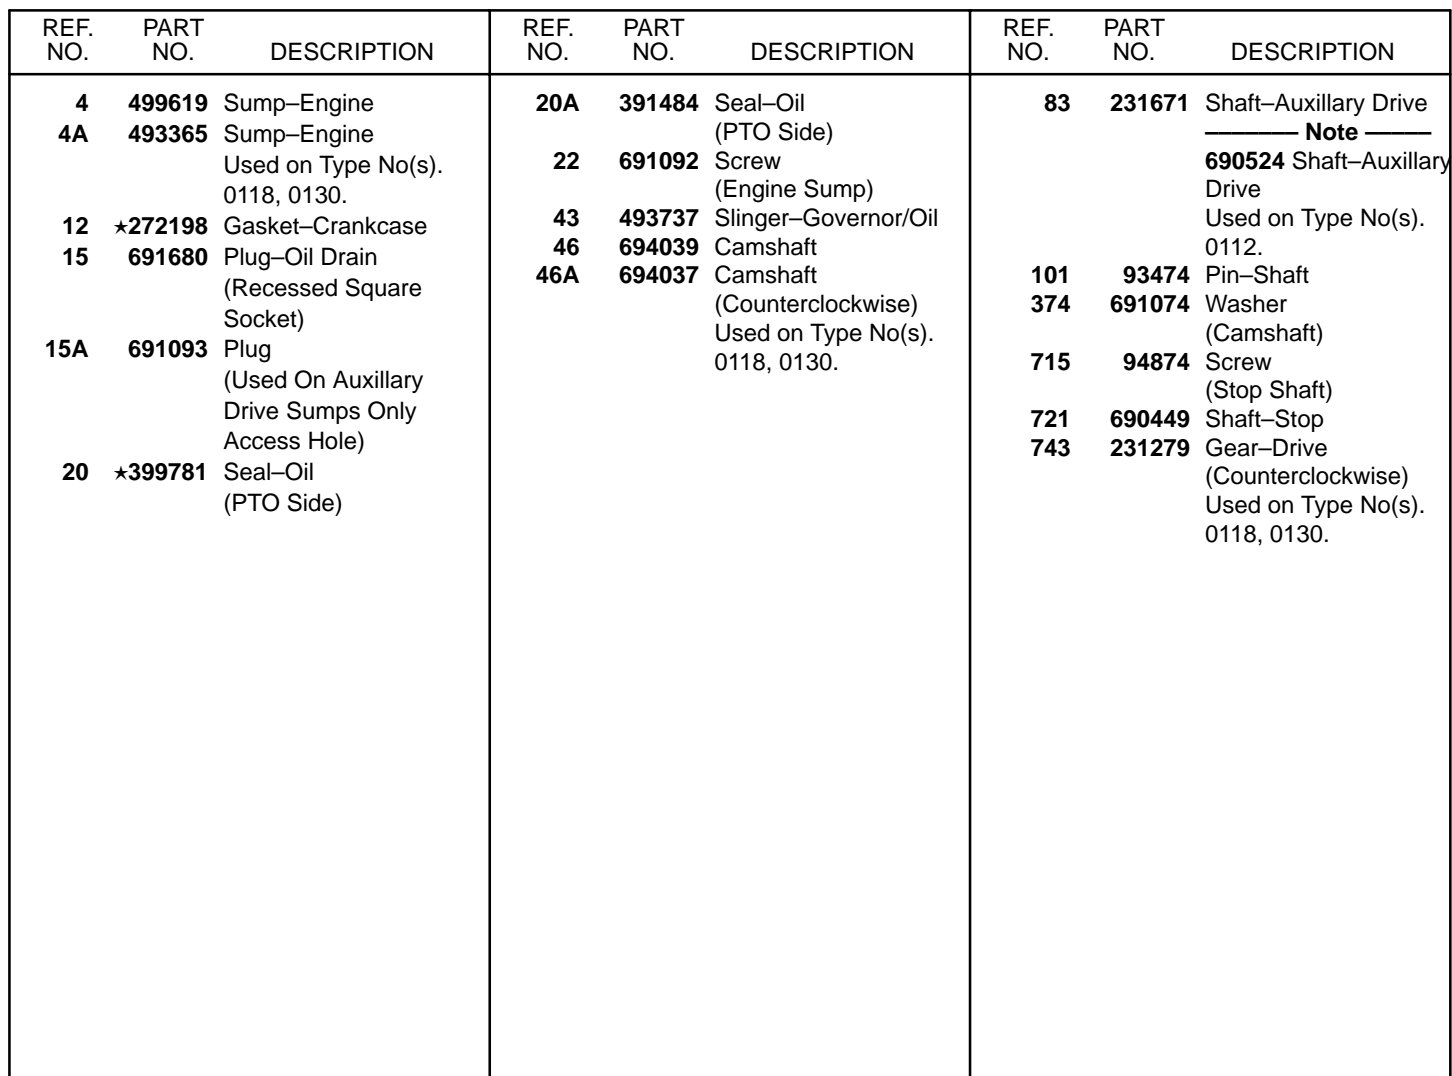 REF. NO. PART NO. DESCRIPTION
4 499619 Sump–Engine
4A 493365 Sump–Engine
Used on Type No(s).
0118, 0130.
12 ★272198 Gasket–Crankcase
15 691680 Plug–Oil Drain
(Recessed Square
Socket)
15A 691093 Plug
(Used On Auxillary
Drive Sumps Only
Access Hole)
20 ★399781 Seal–Oil
(PTO Side)
REF. NO. PART NO. DESCRIPTION
20A 391484 Seal–Oil
(PTO Side)
22 691092 Screw
(Engine Sump)
43 493737 Slinger–Governor/Oil
46 694039 Camshaft
46A 694037 Camshaft
(Counterclockwise)
Used on Type No(s).
0118, 0130.
REF. NO. PART NO. DESCRIPTION
83 231671 Shaft–Auxillary Drive
––––––– Note –––––
690524 Shaft–Auxillary
Drive
Used on Type No(s).
0112.
101 93474 Pin–Shaft
374 691074 Washer
(Camshaft)
715 94874 Screw
(Stop Shaft)
721 690449 Shaft–Stop
743 231279 Gear–Drive
(Counterclockwise)
Used on Type No(s).
0118, 0130.